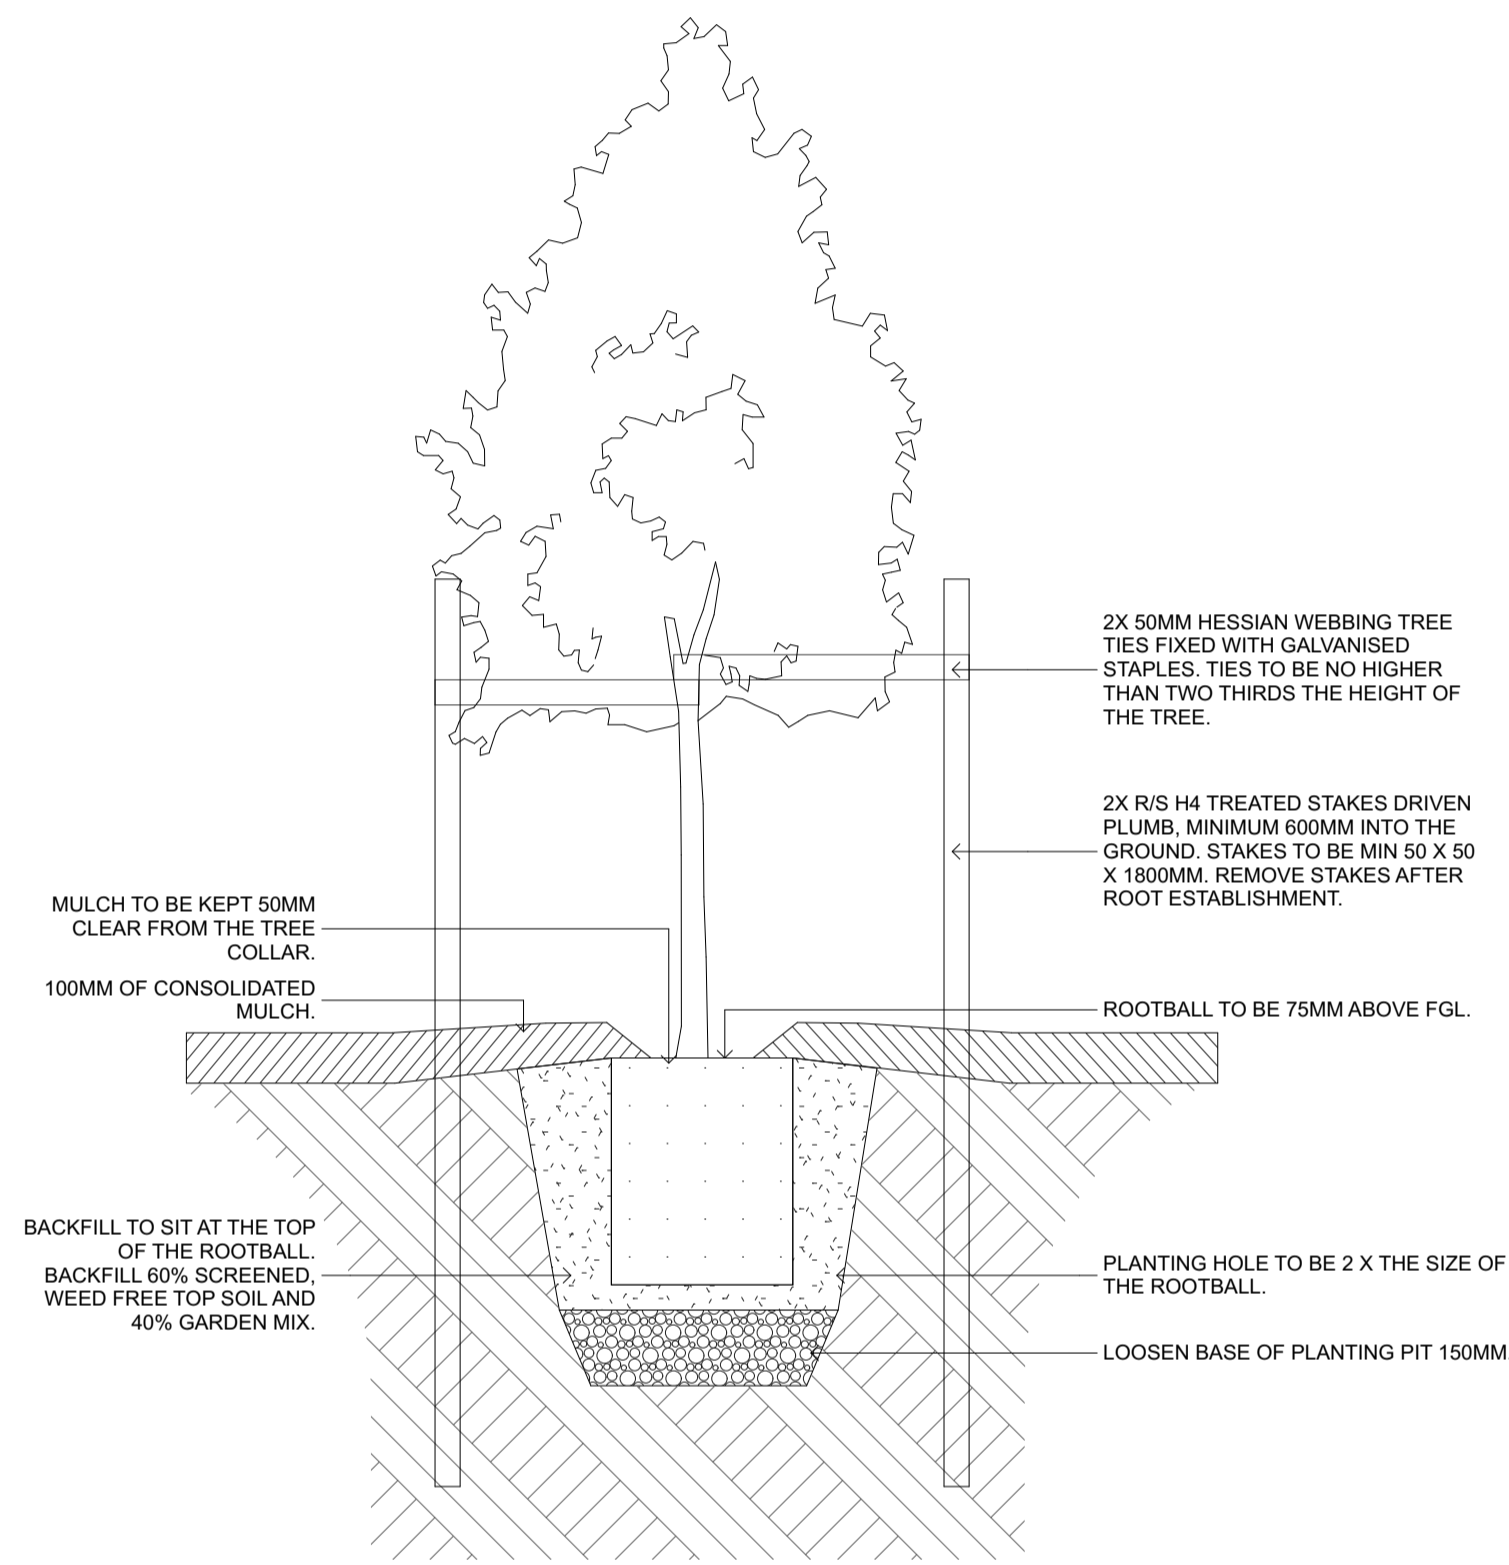 2X 50MM HESSIAN WEBBING TREE
TIES FIXED WITH GALVANISED
STAPLES. TIES TO BE NO HIGHER
THAN TWO THIRDS THE HEIGHT OF
THE TREE.
2X R/S H4 TREATED STAKES DRIVEN
PLUMB, MINIMUM 600MM INTO THE
GROUND. STAKES TO BE MIN 50 X 50
X 1800MM. REMOVE STAKES AFTER
ROOT ESTABLISHMENT.
MULCH TO BE KEPT 50MM
CLEAR FROM THE TREE
COLLAR.
100MM OF CONSOLIDATED
MULCH.
ROOTBALL TO BE 75MM ABOVE FGL.
BACKFILL TO SIT AT THE TOP
OF THE ROOTBALL.
BACKFILL 60% SCREENED,
WEED FREE TOP SOIL AND
40% GARDEN MIX.
PLANTING HOLE TO BE 2 X THE SIZE OF
THE ROOTBALL.
LOOSEN BASE OF PLANTING PIT 150MM